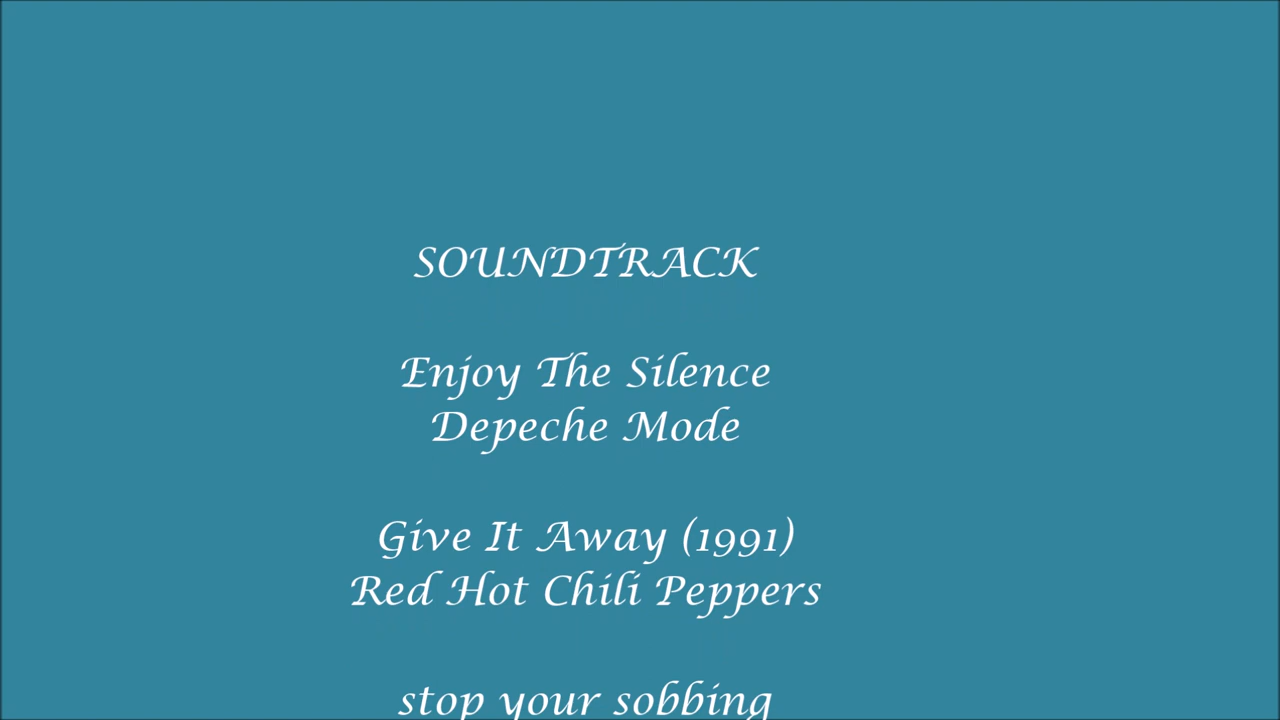 SOUNDTRACK
Enjoy The Silence
Depeche Mode
Give It Away (1991)
Red Hot Chili Peppers
stop your sobbing